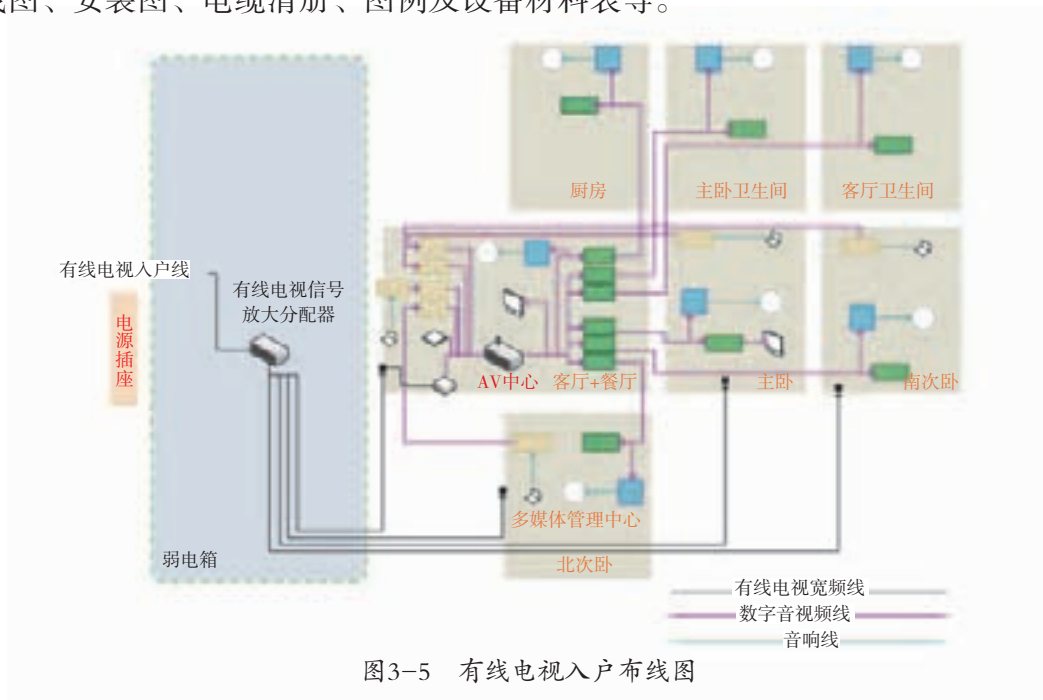 线图、安装图、电缆清册、图例及设备材料表等。
厨房
主卧卫生间
客厅卫生间
有线电视入户线
有线电视信号
放大分配器
电源插座
AV中心
客厅+餐厅
主卧
南次卧
多媒体管理中心
北次卧
弱电箱
有线电视宽频线
数字音视频线
音响线
图3-5 有线电视入户布线图